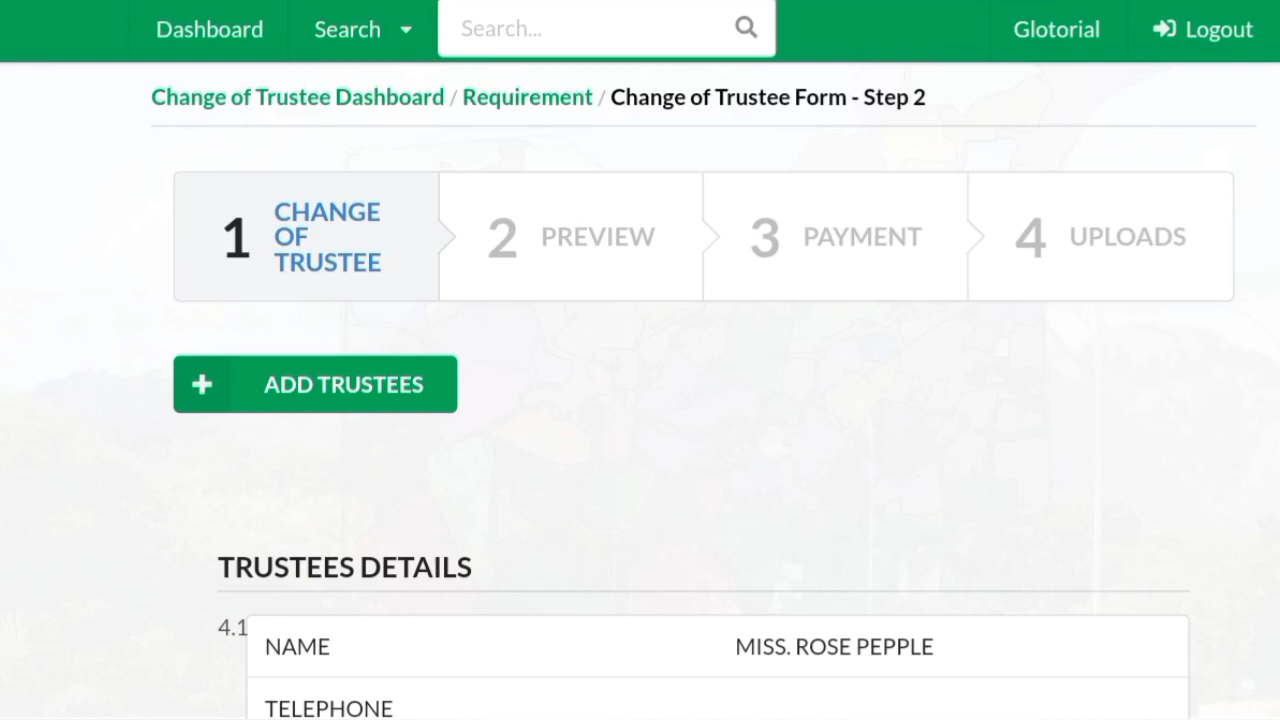 Dashboard Search Search... Glotorial Logout
Change of Trustee Dashboard / Requirement / Change of Trustee Form - Step 2
1 CHANGE OF TRUSTEE
2 PREVIEW
3 PAYMENT
4 UPLOADS
ADD TRUSTEES
TRUSTEES DETAILS
4.1
NAME MISS. ROSE PEPPLE
TELEPHONE